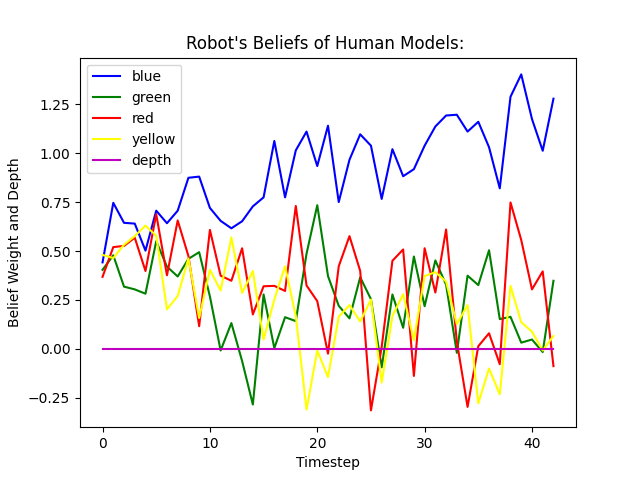 Robot's Beliefs of Human Models:
blue
green
red
yellow
depth
1.25
1.00
0.75
0.50
0.25
0.00
−0.25
Belief Weight and Depth
0 10 20 30 40
Timestep